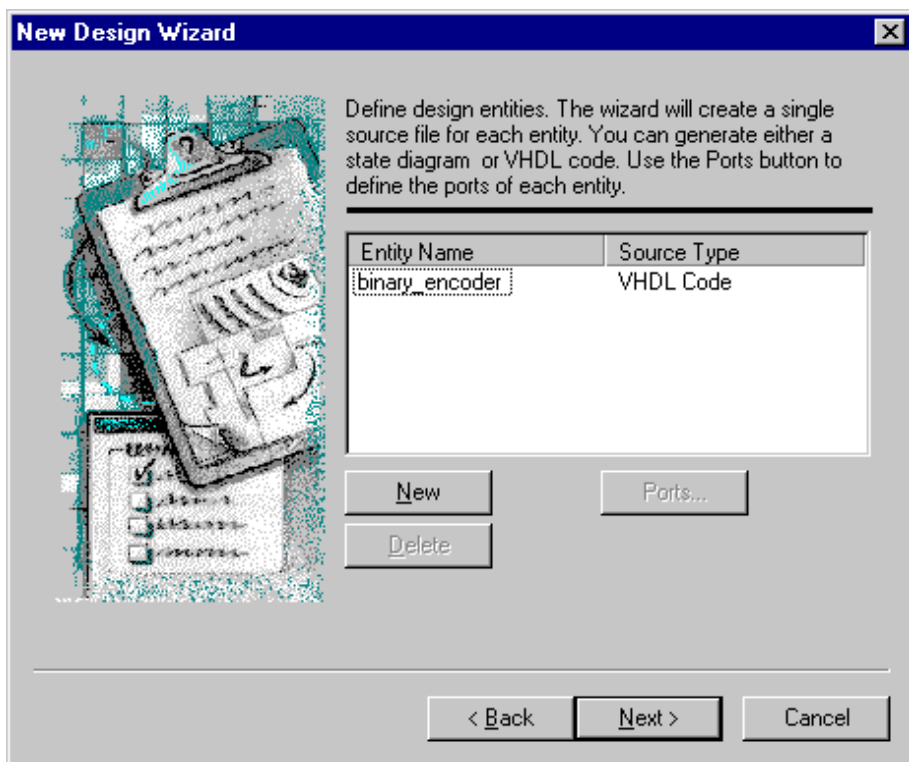 New Design Wizard
Define design entities. The wizard will create a single
source file for each entity. You can generate either a
state diagram  or VHDL code. Use the Ports button to
define the ports of each entity.
Entity Name Source Type
binary_encoder VHDL Code
New Ports...
Delete
< Back Next > Cancel